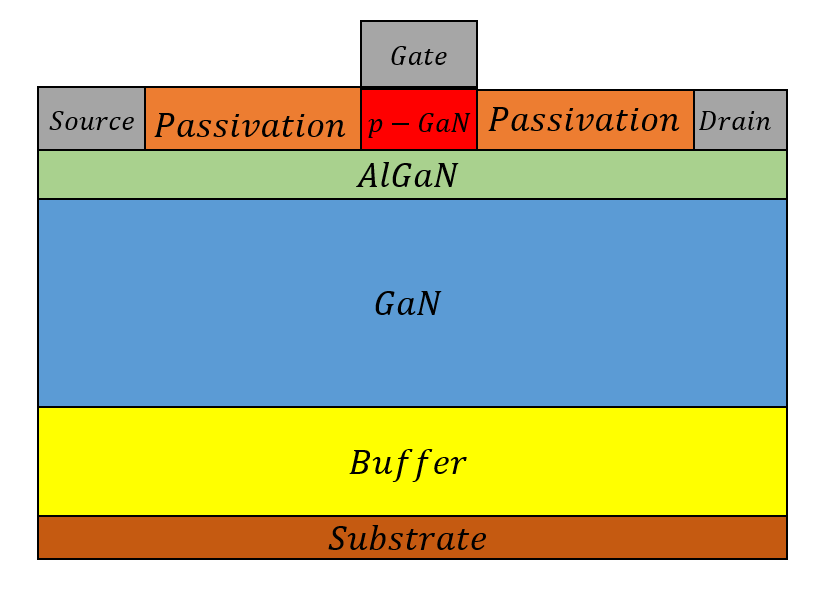 Gate
Source
Passivation
p − GaN
Passivation
Drain
AlGaN
GaN
Buffer
Substrate